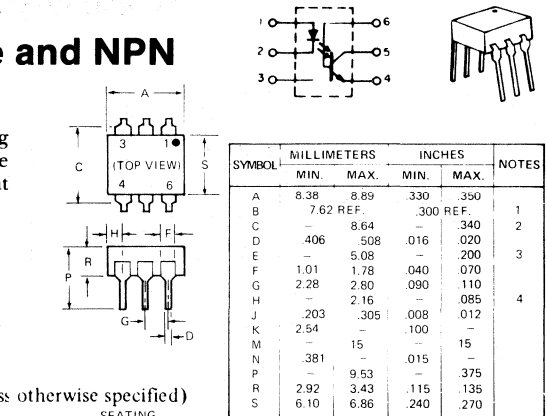 e and NPN
1
6
2
5
3
4
A
3
1
(TOP VIEW)
4
6
C
S
H
F
R
P
G
D
g
e
at
ss otherwise specified)
SEATING
SYMBOL MILLIMETERS INCHES NOTES
MIN. MAX. MIN. MAX.
A 8.38 8.89 .330 .350
B 7.62 REF. .300 REF. 1
C – 8.64 – .340 2
D .406 .508 .016 .020
E – 5.08 – .200 3
F 1.01 1.78 .040 .070
G 2.28 2.80 .090 .110
H – 2.16 – .085 4
J .203 .305 .008 .012
K 2.54 – .100 –
M – 15 – 15
N .381 – .015 –
P – 9.53 – .375
R 2.92 3.43 .115 .135
S 6.10 6.86 .240 .270